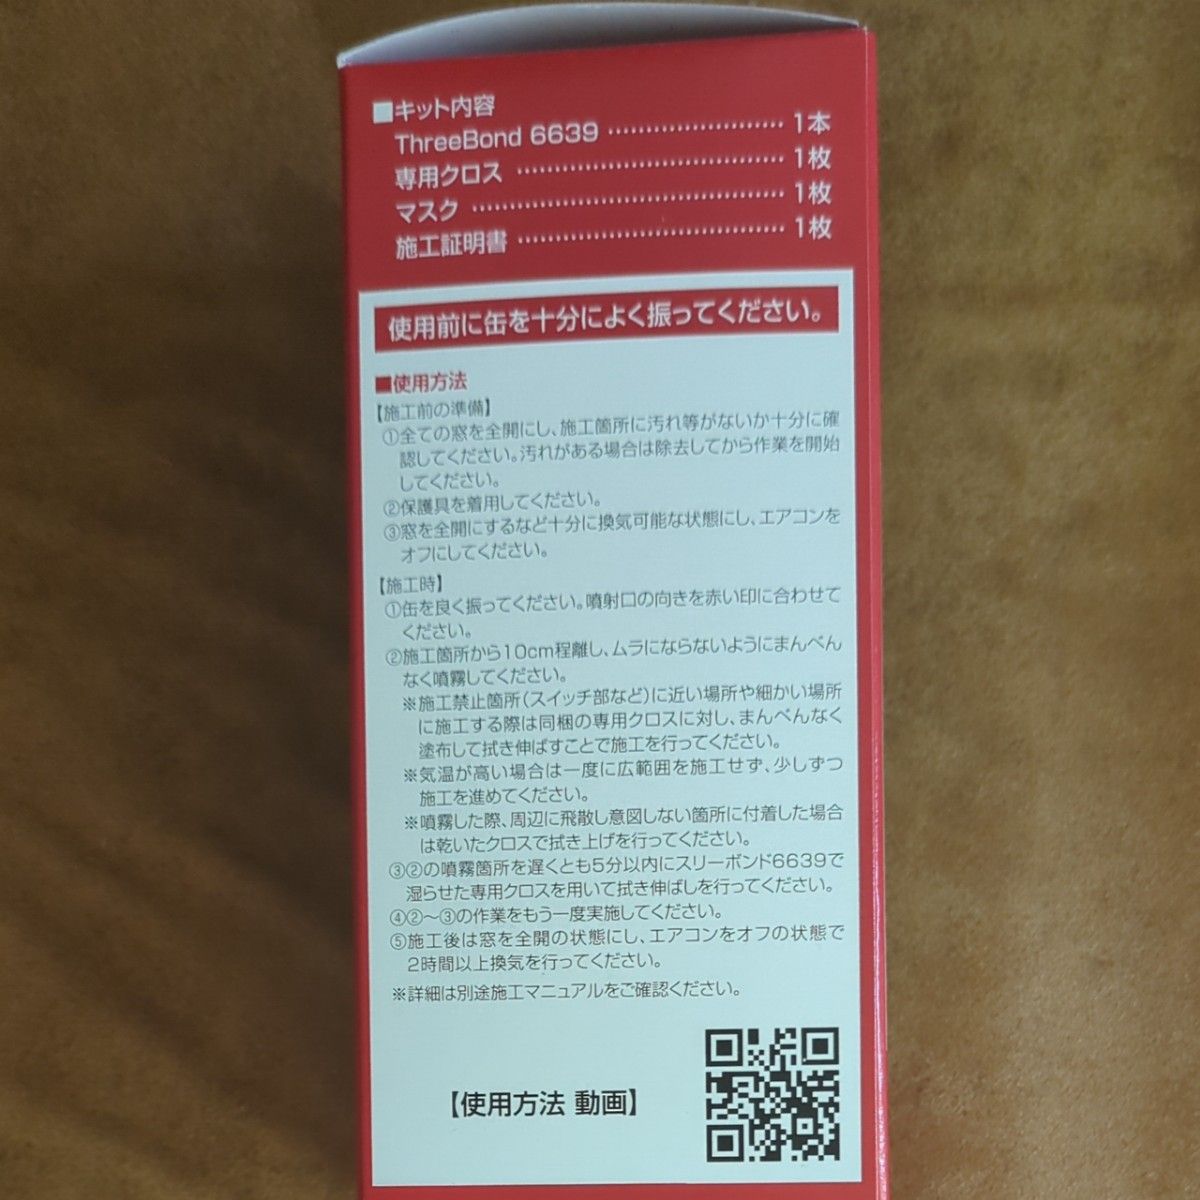 ■キット内容
ThreeBond 6639 ························ 1本
専用クロス ···································· 1枚
マスク ·········································· 1枚
施工証明書 ···································· 1枚
使用前に缶を十分によく振ってください。
■使用方法
【施工前の準備】
①全ての窓を全開にし、施工箇所に汚れ等がないか十分に確
認してください。汚れがある場合は除去してから作業を開始
してください。
②保護具を着用してください。
③窓を全開にするなど十分に換気可能な状態にし、エアコンを
オフにしてください。
【施工時】
①缶を良く振ってください。噴射口の向きを赤い印に合わせて
ください。
②施工箇所から10cm程離し、ムラにならないようにまんべん
なく噴霧してください。
※施工禁止箇所(スイッチ部など)に近い場所や細かい場所
に施工する際は同梱の専用クロスに対し、まんべんなく
塗布して拭き伸ばすことで施工を行ってください。
※気温が高い場合は一度に広範囲を施工せず、少しずつ
施工を進めてください。
※噴霧した際、周辺に飛散し意図しない箇所に付着した場合
は乾いたクロスで拭き上げを行ってください。
③②の噴霧箇所を遅くとも5分以内にスリーボンド6639で
湿らせた専用クロスを用いて拭き伸ばしを行ってください。
④②～③の作業をもう一度実施してください。
⑤施工後は窓を全開の状態にし、エアコンをオフの状態で
2時間以上換気を行ってください。
※詳細は別途施工マニュアルをご確認ください。
【使用方法 動画】